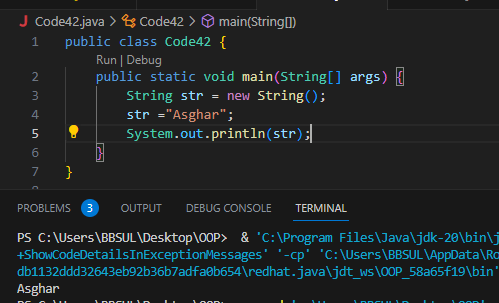 Code42.java > Code42 > main(String[])
1 public class Code42 {
Run | Debug
2 public static void main(String[] args) {
3 String str = new String();
4 str ="Asghar";
5 System.out.println(str);
6 }
7 }
PROBLEMS 3 OUTPUT DEBUG CONSOLE TERMINAL
PS C:\Users\BBSUL\Desktop\OOP> & 'C:\Program Files\Java\jdk-20\bin\j
+ShowCodeDetailsInExceptionMessages' '-cp' 'C:\Users\BBSUL\AppData\Ro
db1132ddd32643eb92b36b7adfa0b654\redhat.java\jdt_ws\OOP_58a65f19\bin'
Asghar